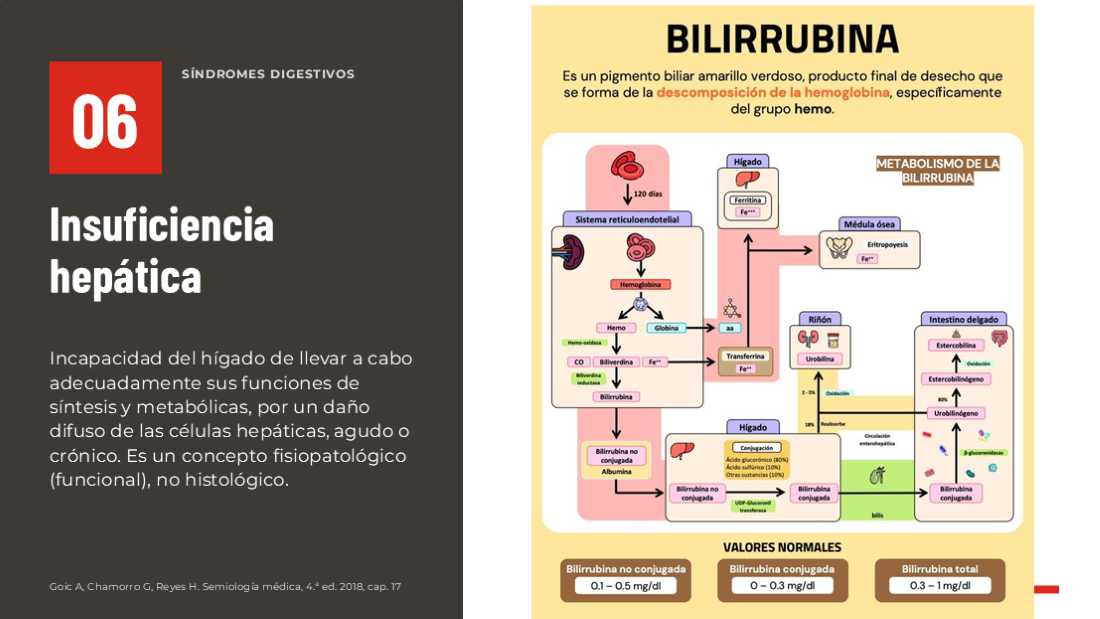 SÍNDROMES DIGESTIVOS
06
Insuficiencia
hepática
Incapacidad del hígado de llevar a cabo
adecuadamente sus funciones de
síntesis y metabólicas, por un daño
difuso de las células hepáticas, agudo o
crónico. Es un concepto fisiopatológico
(funcional), no histológico.
Goic A, Chamorro G, Reyes H. Semiología médica, 4.ª ed. 2018, cap. 17
BILIRRUBINA
Es un pigmento biliar amarillo verdoso, producto final de desecho que
se forma de la descomposición de la hemoglobina, específicamente
del grupo hemo.
METABOLISMO DE LA
BILIRRUBINA
120 días
Sistema reticuloendotelial
Hemoglobina
Hemo
Globina
aa
Hemo-oxidasa
CO
Biliverdina
Fe⁺⁺
Biliverdina
reductasa
Bilirrubina
Hígado
Ferritina
Fe⁺⁺⁺
Médula ósea
Eritropoyesis
Fe⁺⁺
Transferrina
Fe⁺⁺
Riñón
Urobilina
2 - 5%
Oxidación
18%
Reabsorbe
Intestino delgado
Estercobilina
Oxidación
Estercobilinógeno
80%
Urobilinógeno
β-glucoronidasas
Bilirrubina
conjugada
Circulación
enterohepática
bilis
Bilirrubina no
conjugada
Albumina
Hígado
Conjugación
Ácido glucorónico (80%)
Ácido sulfúrico (10%)
Otras sustancias (10%)
Bilirrubina no
conjugada
UDP-Glucoronil
transferasa
Bilirrubina
conjugada
VALORES NORMALES
Bilirrubina no conjugada
0.1 – 0.5 mg/dl
Bilirrubina conjugada
0 – 0.3 mg/dl
Bilirrubina total
0.3 – 1 mg/dl